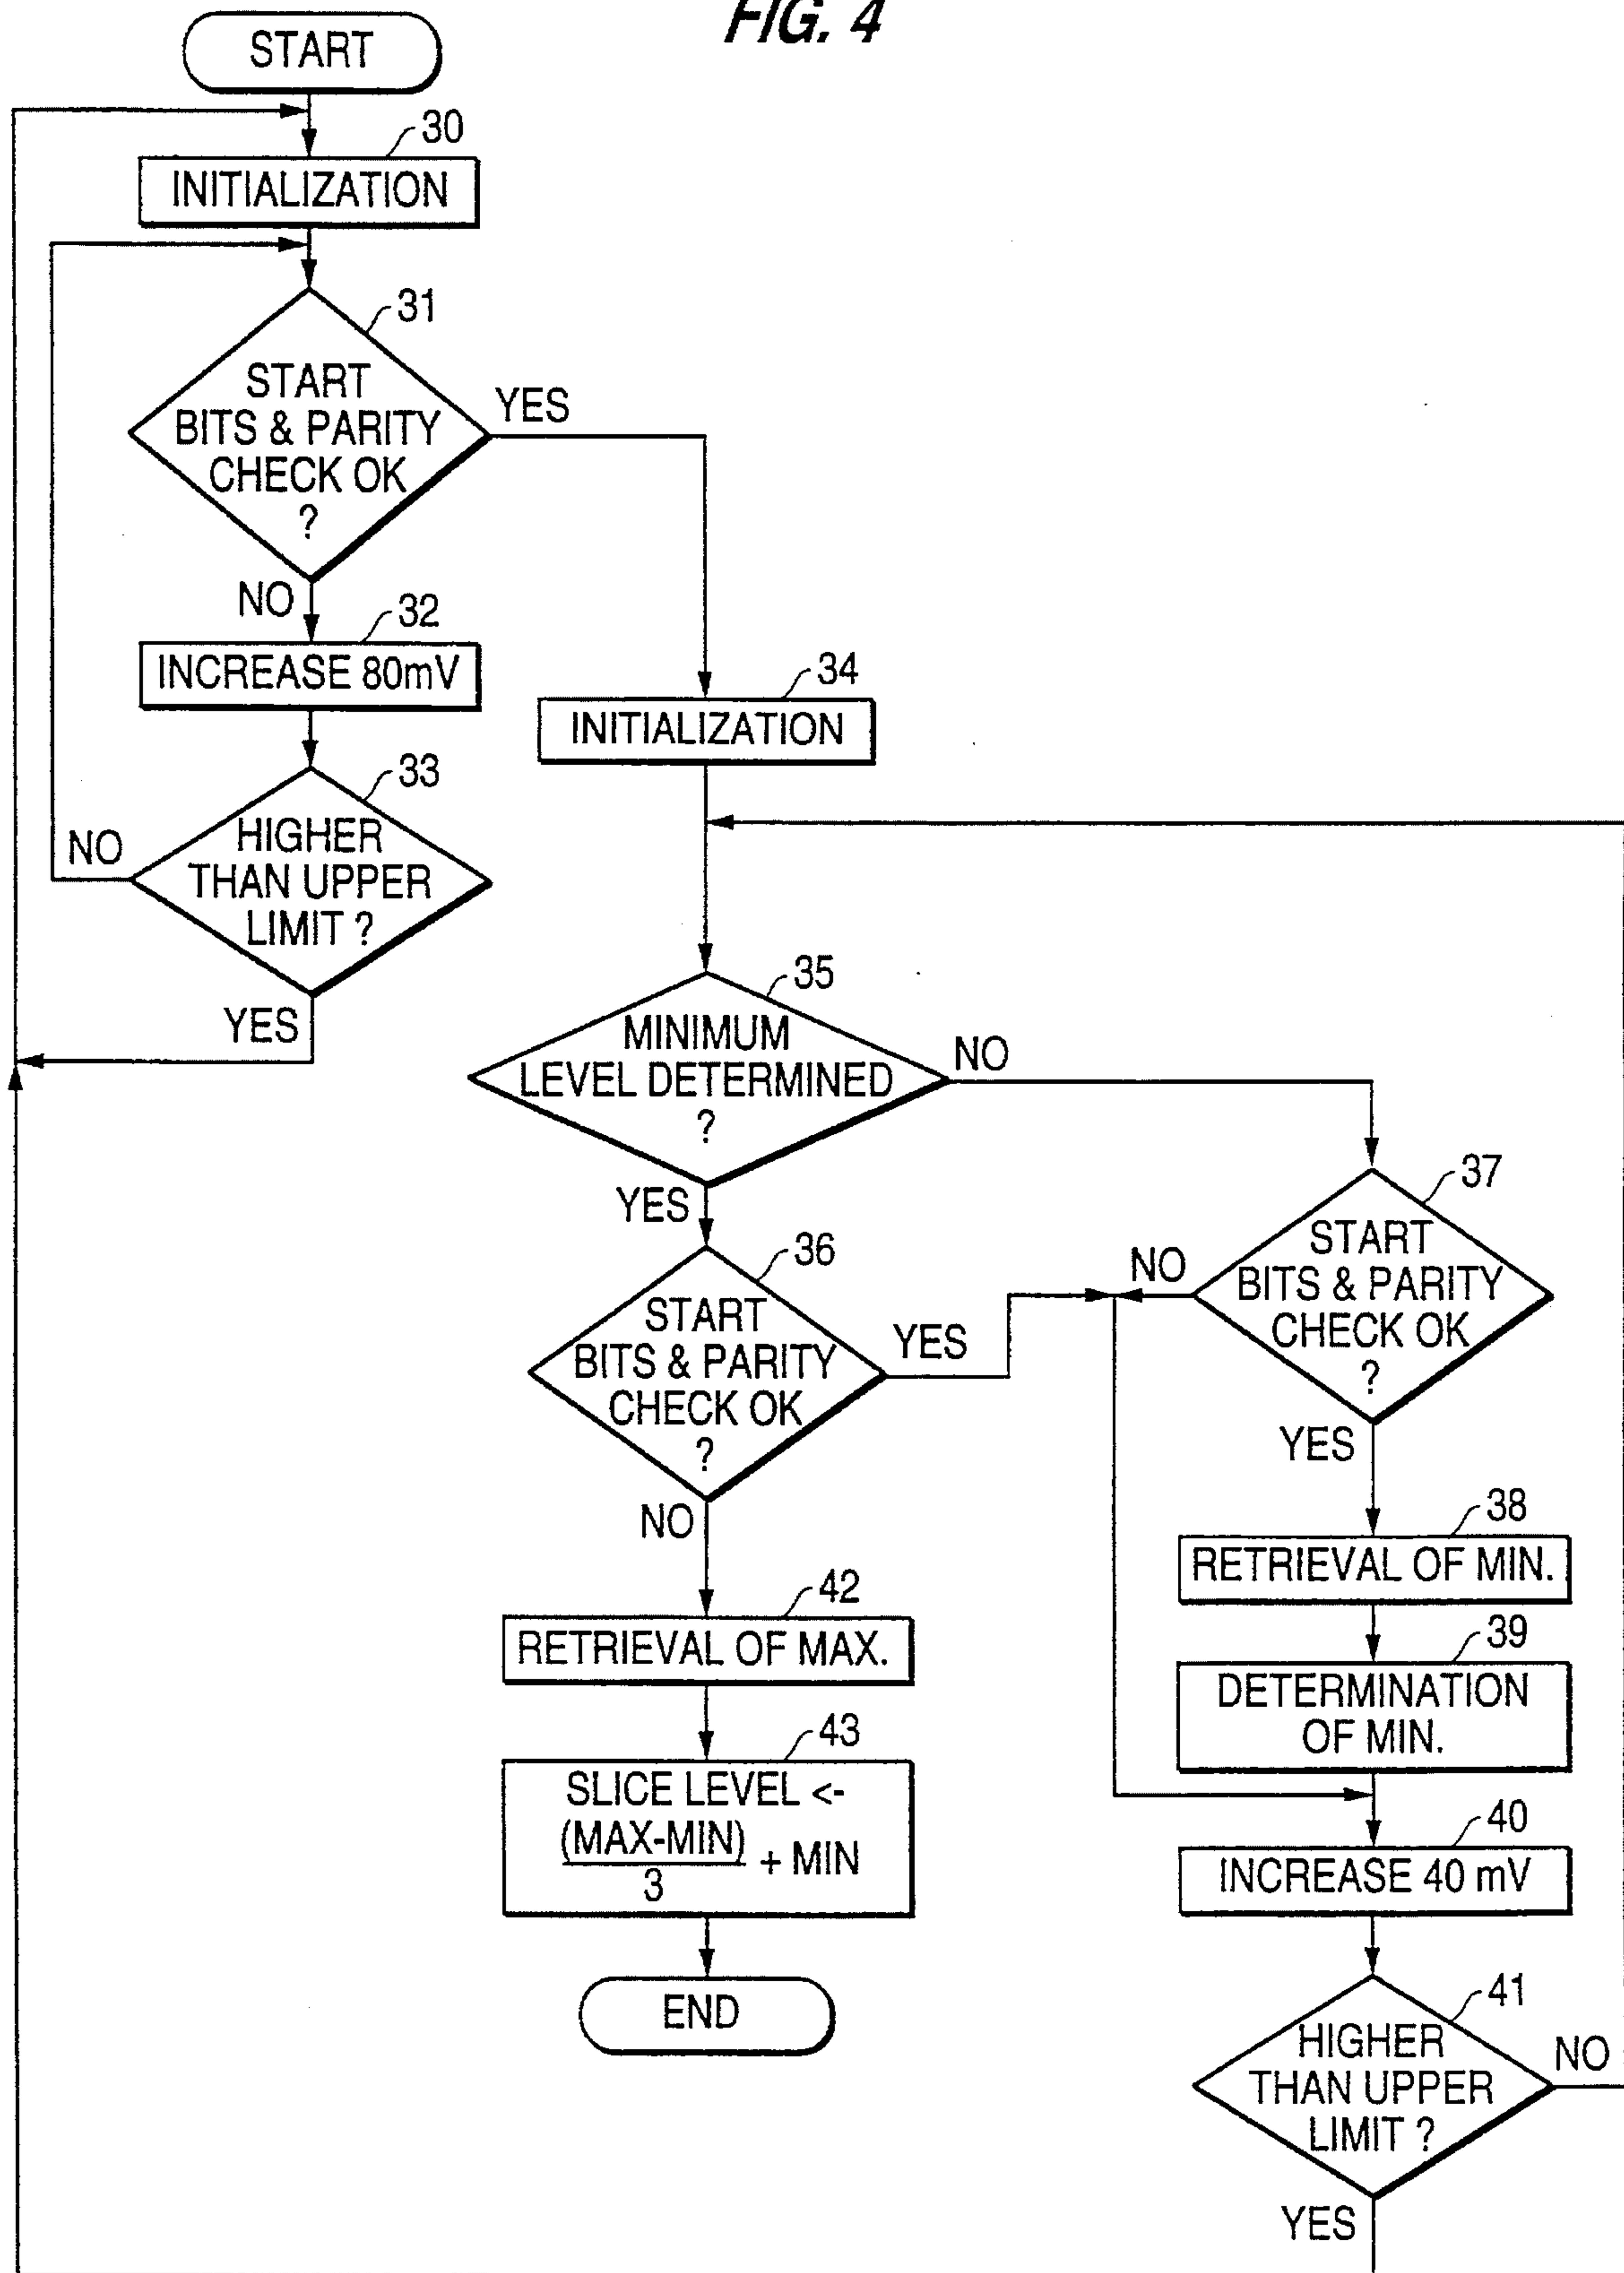 FIG. 4
START
30
INITIALIZATION
31
START
BITS & PARITY
CHECK OK
?
YES
NO
32
INCREASE 80mV
33
HIGHER
THAN UPPER
LIMIT ?
NO
YES
34
INITIALIZATION
35
MINIMUM
LEVEL DETERMINED
?
NO
YES
36
START
BITS & PARITY
CHECK OK
?
YES
NO
37
START
BITS & PARITY
CHECK OK
?
NO
YES
38
RETRIEVAL OF MIN.
39
DETERMINATION
OF MIN.
40
INCREASE 40 mV
41
HIGHER
THAN UPPER
LIMIT ?
NO
YES
42
RETRIEVAL OF MAX.
43
SLICE LEVEL <-
(MAX-MIN)
3
+ MIN
END